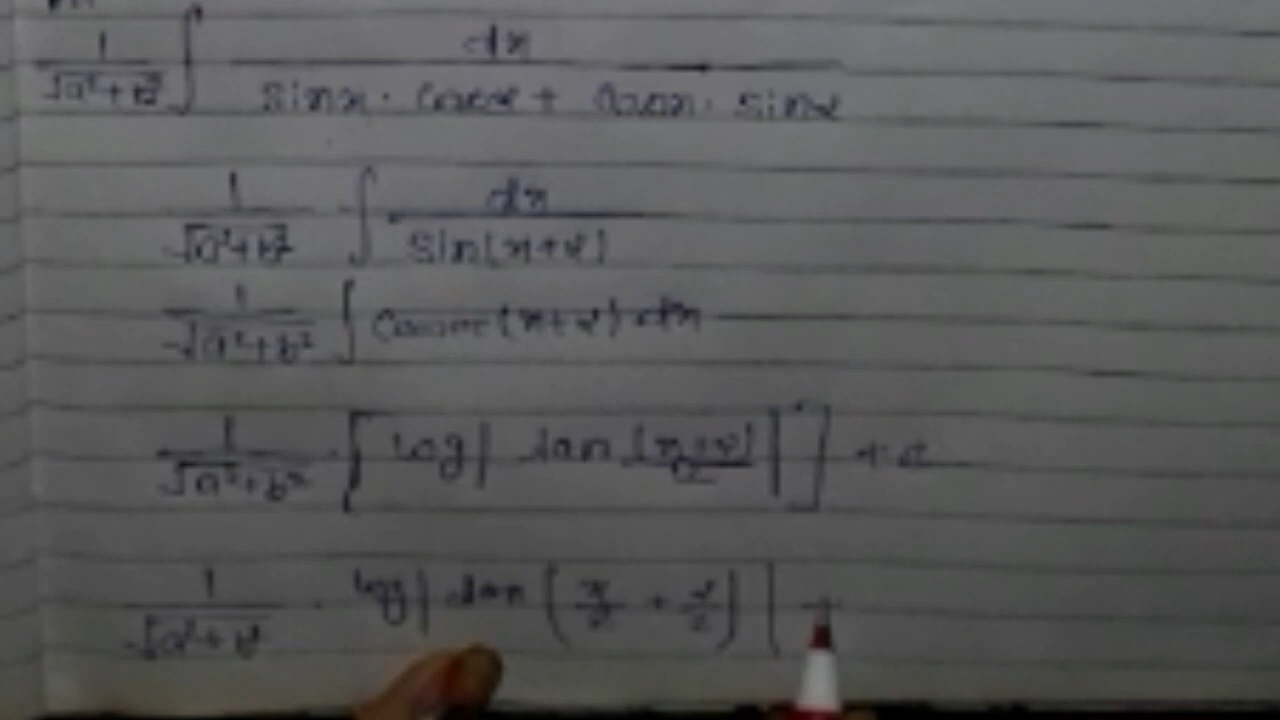 1/√a²+b² ∫ dx / sinx · cosα + cosx · sinα
1/√a²+b² ∫ dx / sin(x+α)
1/√a²+b² ∫ cosec(x+α) dx
1/√a²+b² · [log| tan (x+α)/2 |] + c
1/√a²+b² · log| tan (x/2 + α/2) | +